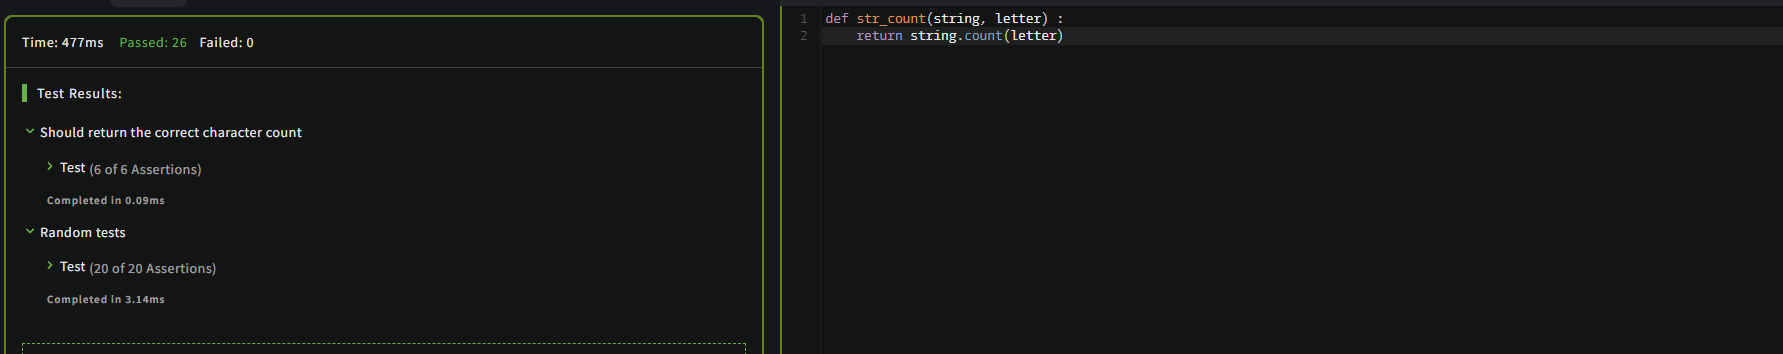 Time: 477ms Passed: 26 Failed: 0
Test Results:
Should return the correct character count
Test (6 of 6 Assertions)
Completed in 0.09ms
Random tests
Test (20 of 20 Assertions)
Completed in 3.14ms
1 def str_count(string, letter) :
2     return string.count(letter)